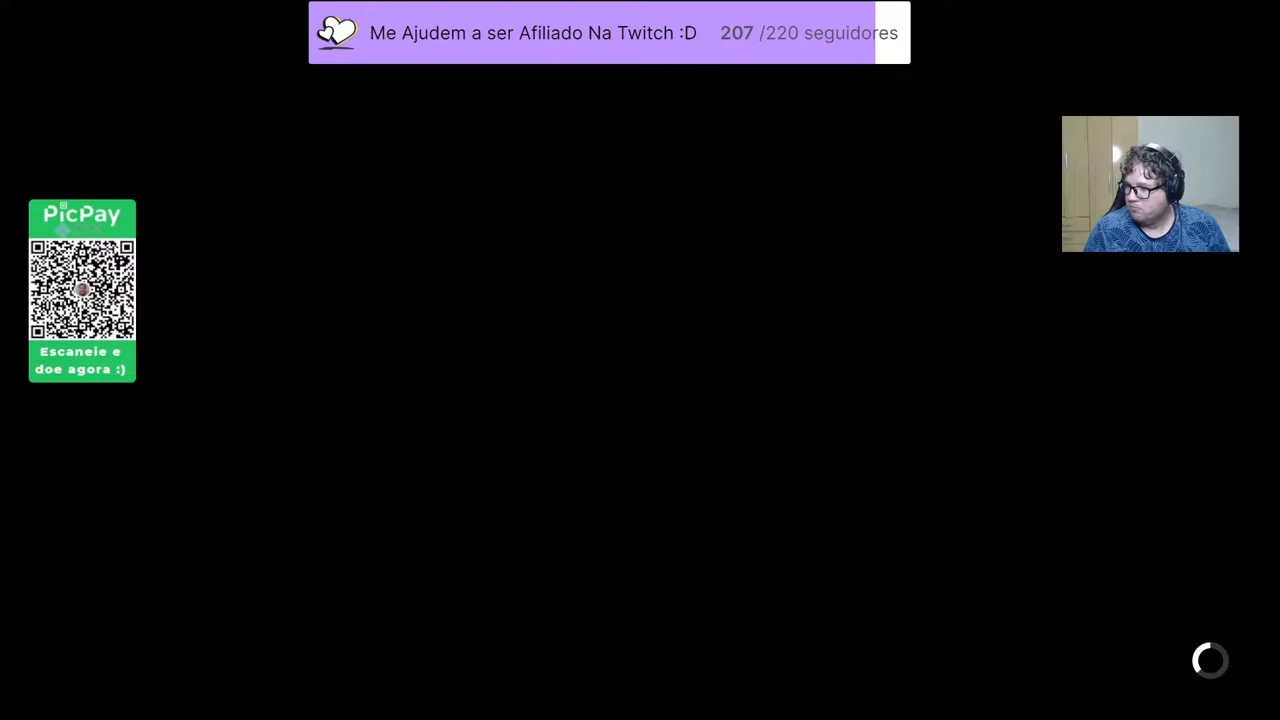 Me Ajudem a ser Afiliado Na Twitch :D 207 /220 seguidores
PicPay
Escaneie e
doe agora :)